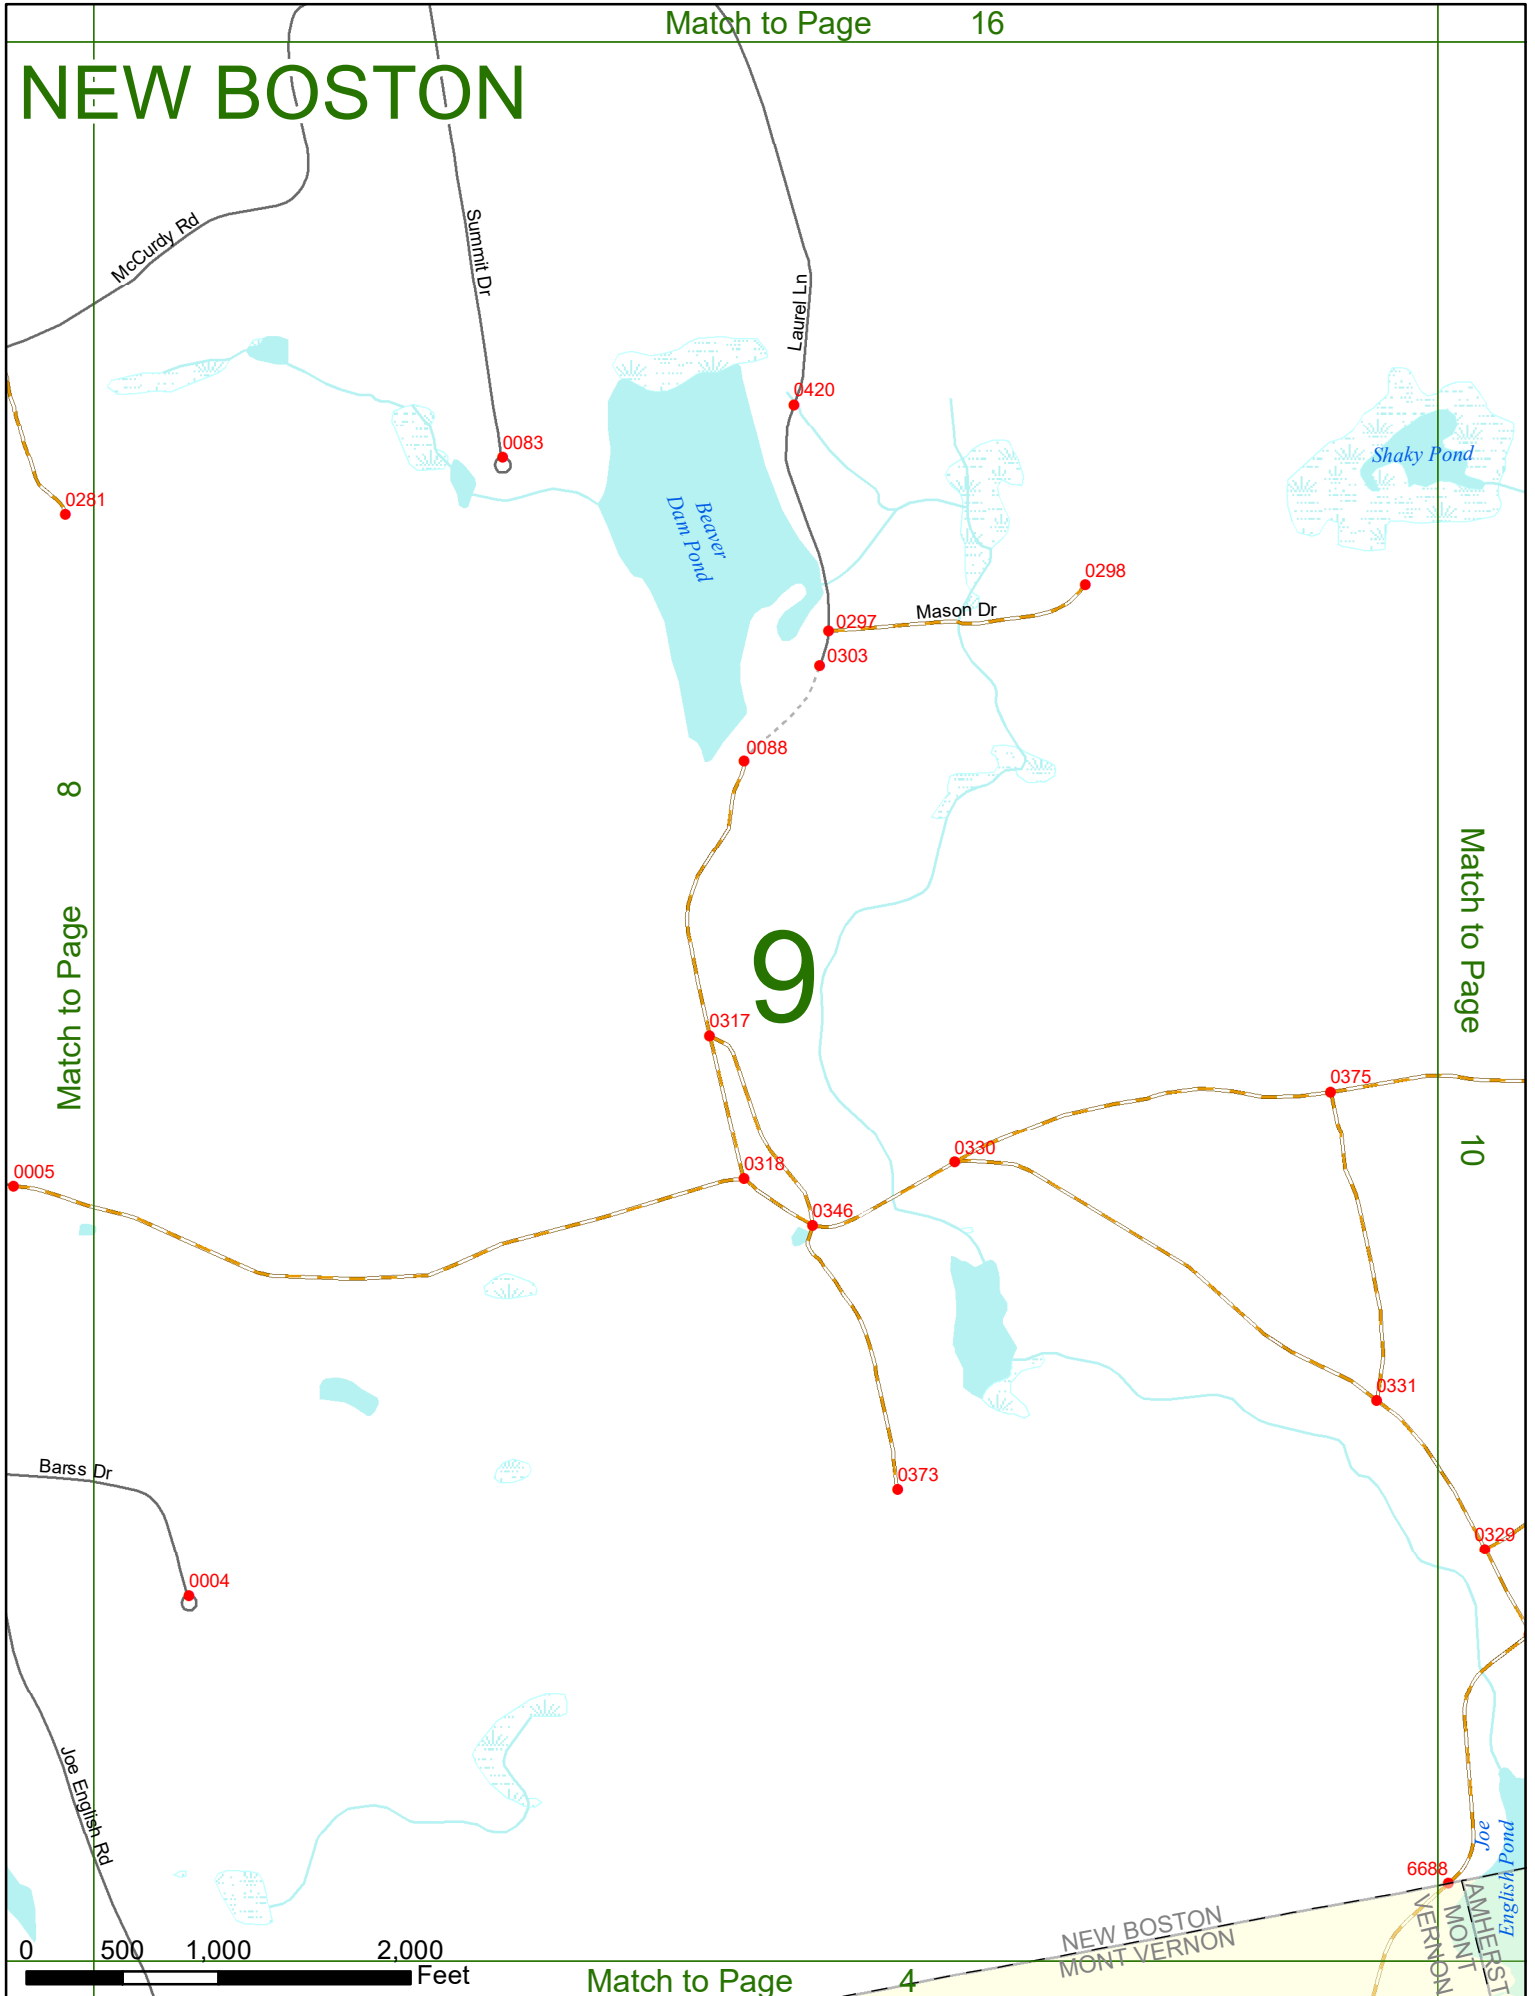 Match to Page 16
NEW BOSTON
McCurdy Rd
Summit Dr
Laurel Ln
0420
0083
Shaky Pond
0281
Beaver
Dam Pond
0298
Mason Dr
0297
0303
0088
8
Match to Page
Match to Page
10
9
0317
0375
0330
0318
0005
0346
0331
Barss Dr
0373
0329
0004
Joe English Rd
Joe
English Pond
6688
NEW BOSTON
MONT VERNON
MONT
VERNON
AMHERST
0 500 1,000 2,000
Feet
Match to Page 4